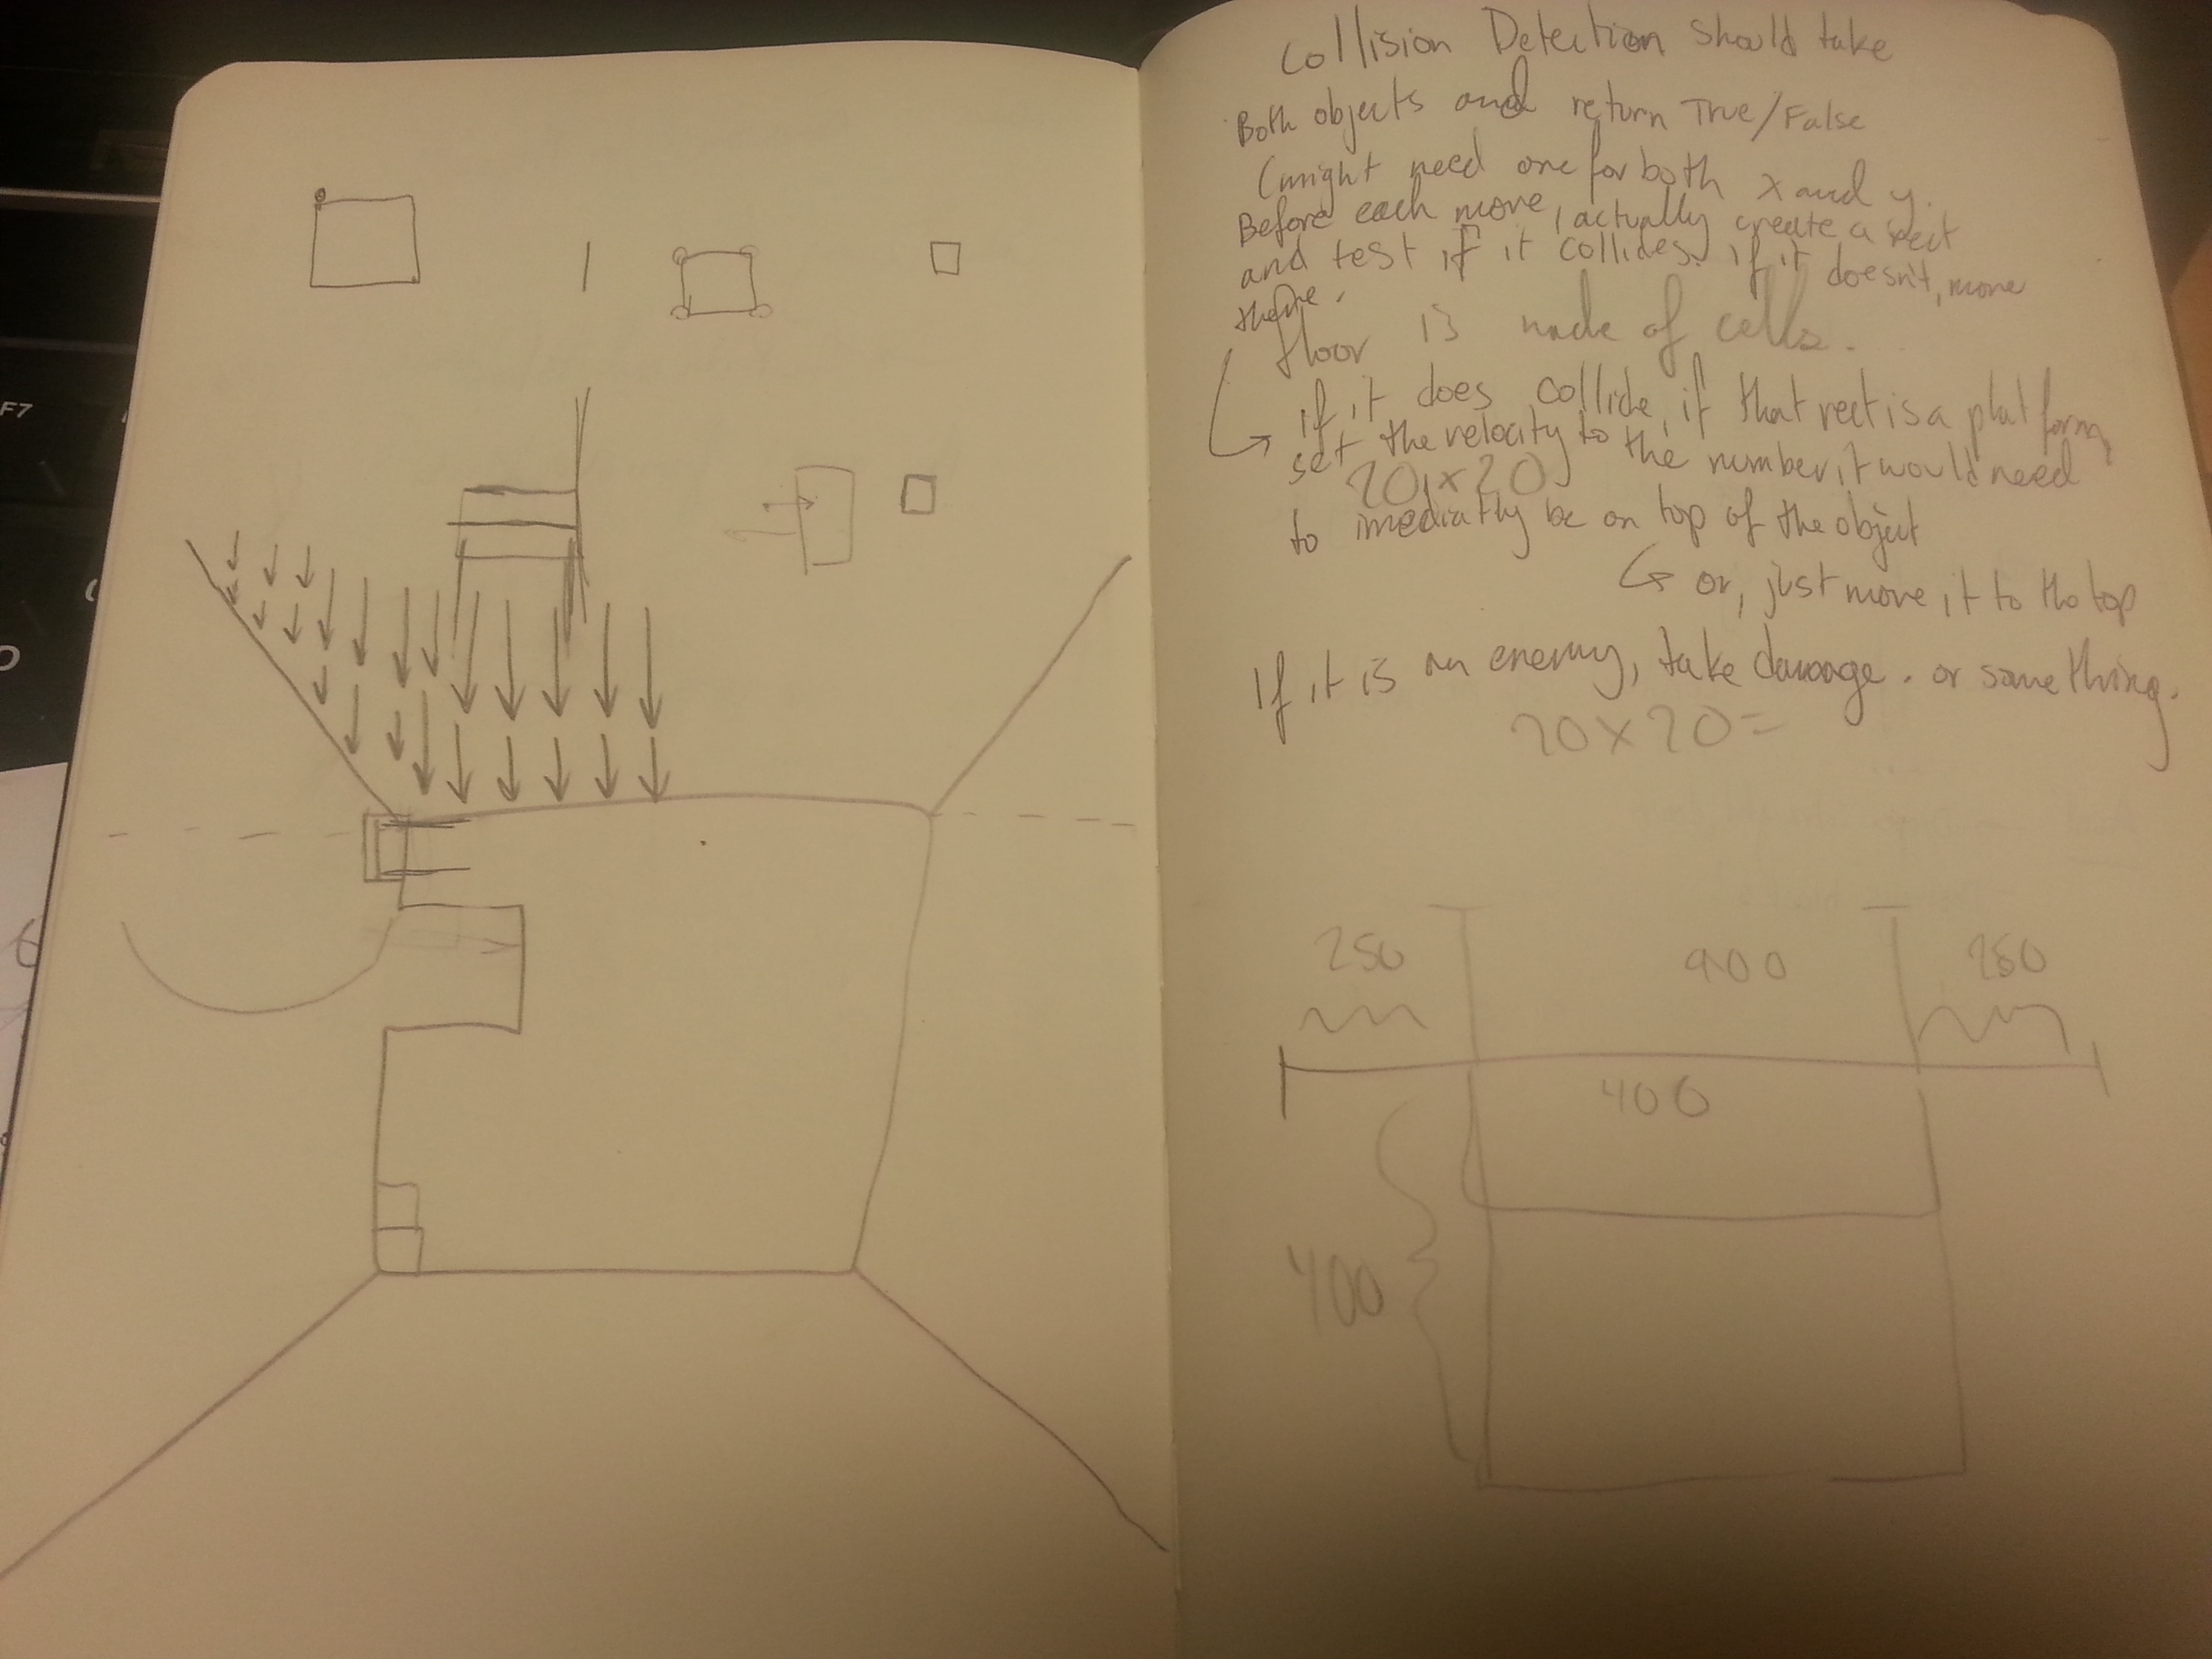 F7
Collision Detection should take
Both objects and return True/False
(might need one for both x and y.
Before each move, actually create a rect
and test if it collides. if it doesn't, move
there.
floor is made of cells.
if it does collide, if that rect is a platform,
set the velocity to the number it would need
20 x 20
to imediatly be on top of the object
or, just move it to the top
If it is an enemy, take damage. or something.
20x20=
250 900 250
400
400